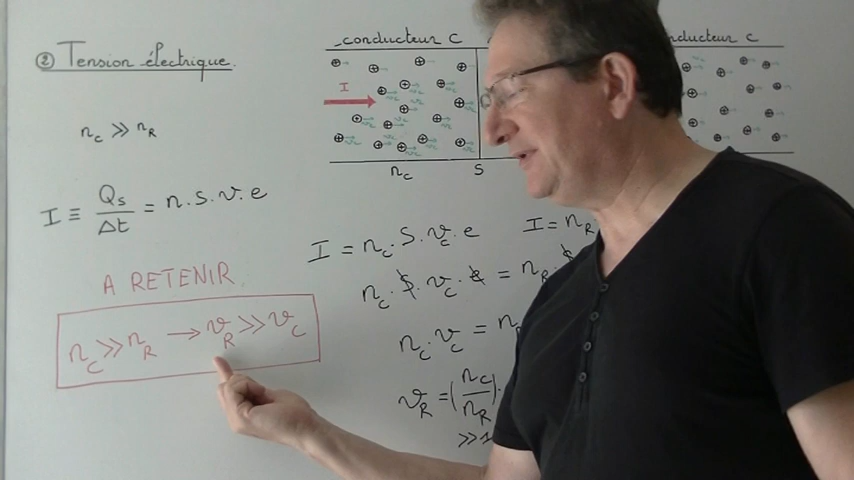 ② Tension électrique.
n_C ≫ n_R
I ≡ Q_S / Δt = n.S.v.e
A RETENIR
n_C ≫ n_R → v_R ≫ v_C
conducteur C
conducteur C
I
n_C
S
I = n_C.S.v_C.e
I = n_R
n_C.S.v_C.e = n_R.S
n_C.v_C = n_R
v_R = (n_C / n_R).
≫1